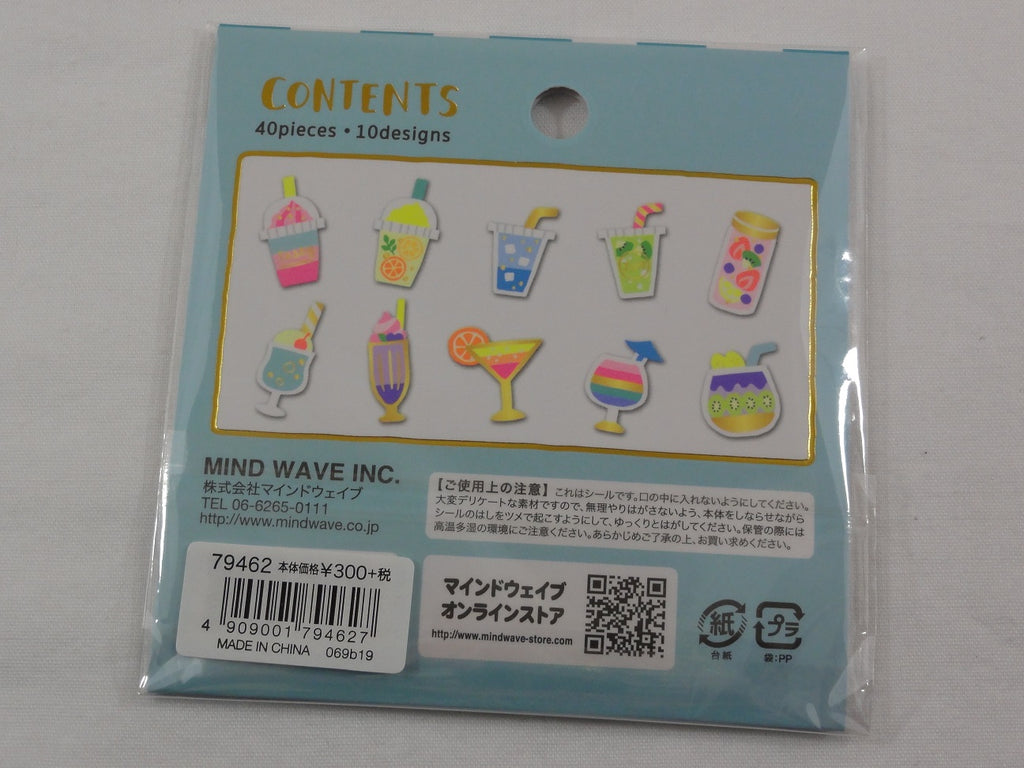 CONTENTS
40pieces • 10designs
MIND WAVE INC.
株式会社マインドウェイブ
TEL 06-6265-0111
http://www.mindwave.co.jp
【ご使用上の注意】これはシールです。口の中に入れないようにしてください。
大変デリケートな素材ですので、無理やりはがさないよう、本体をしならせながら
シールのはしをツメで起こすようにして、ゆっくりとはがしてください。保管の際には
高温多湿の環境にご注意ください。あらかじめご了承の上、お買い求めください。
79462 本体価格¥300+税
4 909001 794627
MADE IN CHINA 069b19
マインドウェイブ
オンラインストア
http://www.mindwave-store.com
紙
台紙
プラ
袋:PP